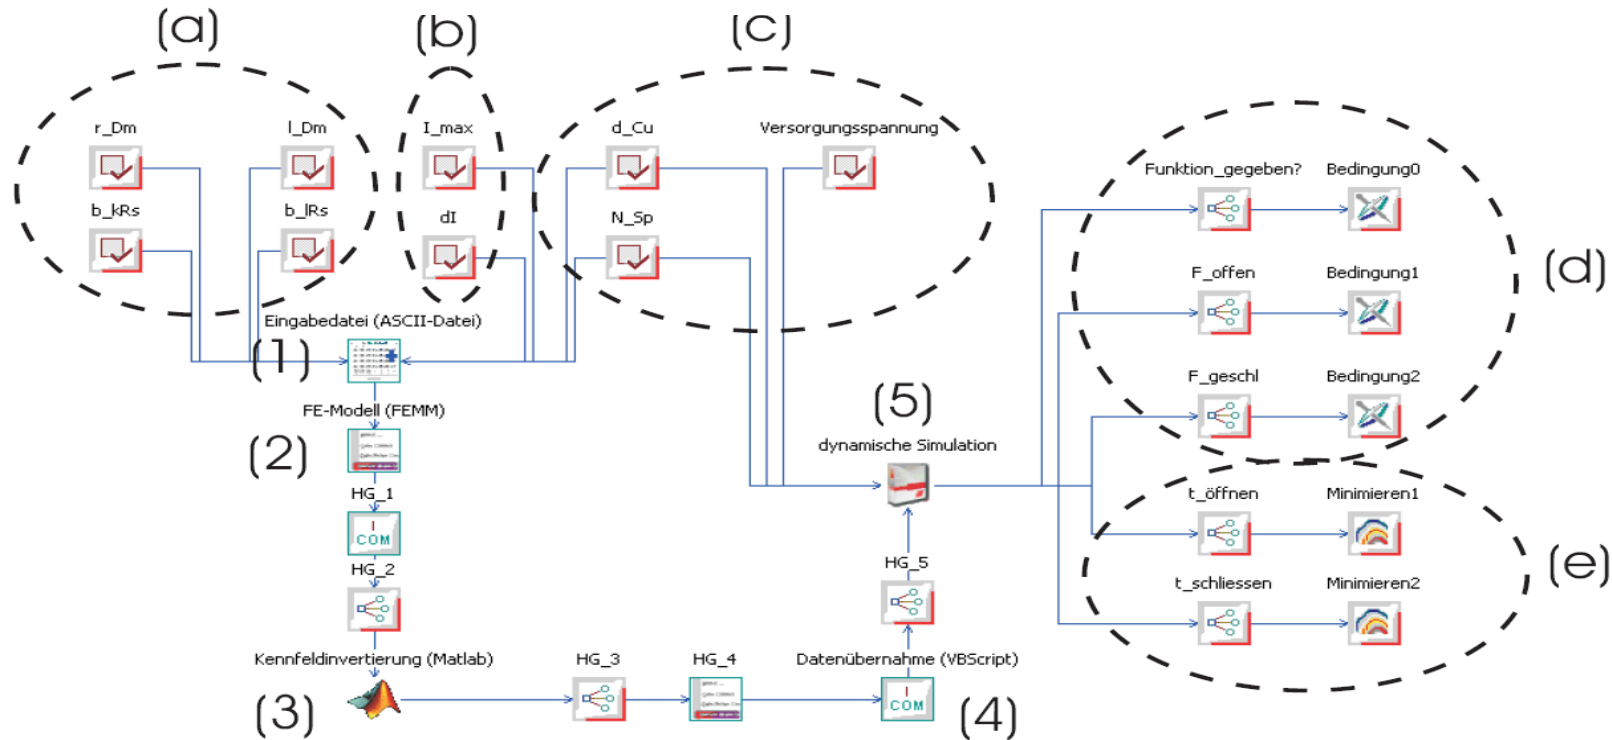 (a)
(b)
(c)
r_Dm
l_Dm
I_max
d_Cu
Versorgungsspannung
b_kRs
b_lRs
dI
N_Sp
Funktion_gegeben?
Bedingung0
F_offen
Bedingung1
(d)
Eingabedatei (ASCII-Datei)
(1)
F_geschl
Bedingung2
FE-Modell (FEMM)
(2)
(5)
dynamische Simulation
HG_1
I
COM
t_öffnen
Minimieren1
HG_2
HG_5
t_schliessen
Minimieren2
(e)
Kennfeldinvertierung (Matlab)
HG_3
HG_4
Datenübernahme (VBScript)
(3)
I
COM
(4)